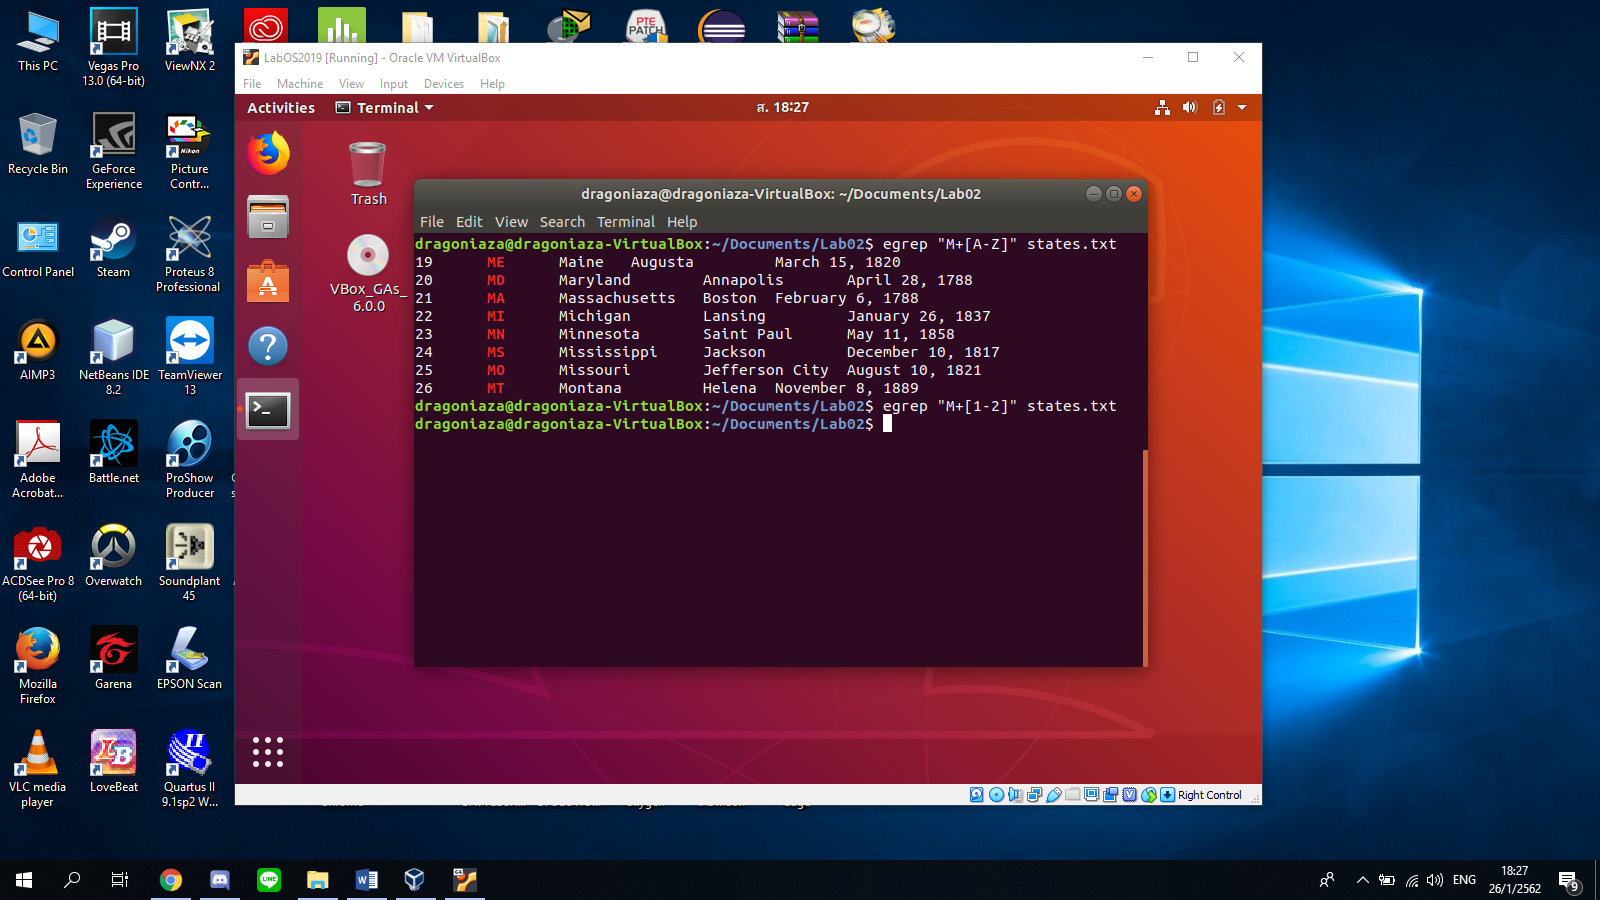 This PC
Vegas Pro
13.0 (64-bit)
ViewNX 2
PTE
PATCH
LabOS2019 [Running] - Oracle VM VirtualBox
File Machine View Input Devices Help
Activities Terminal ส. 18:27
Recycle Bin
GeForce
Experience
Nikon
Picture
Contr...
Trash
VBox_GAs_
6.0.0
dragoniaza@dragoniaza-VirtualBox: ~/Documents/Lab02
File Edit View Search Terminal Help
dragoniaza@dragoniaza-VirtualBox:~/Documents/Lab02$ egrep "M+[A-Z]" states.txt
19 ME Maine Augusta March 15, 1820
20 MD Maryland Annapolis April 28, 1788
21 MA Massachusetts Boston February 6, 1788
22 MI Michigan Lansing January 26, 1837
23 MN Minnesota Saint Paul May 11, 1858
24 MS Mississippi Jackson December 10, 1817
25 MO Missouri Jefferson City August 10, 1821
26 MT Montana Helena November 8, 1889
dragoniaza@dragoniaza-VirtualBox:~/Documents/Lab02$ egrep "M+[1-2]" states.txt
dragoniaza@dragoniaza-VirtualBox:~/Documents/Lab02$
Control Panel
Steam
Proteus 8
Professional
AIMP3
NetBeans IDE
8.2
TeamViewer
13
Adobe
Acrobat...
Battle.net
ProShow
Producer
ACDSee Pro 8
(64-bit)
Overwatch
Soundplant
45
Mozilla
Firefox
Garena
EPSON Scan
VLC media
player
LoveBeat
Quartus II
9.1sp2 W...
Right Control
ENG
18:27
26/1/2562
9